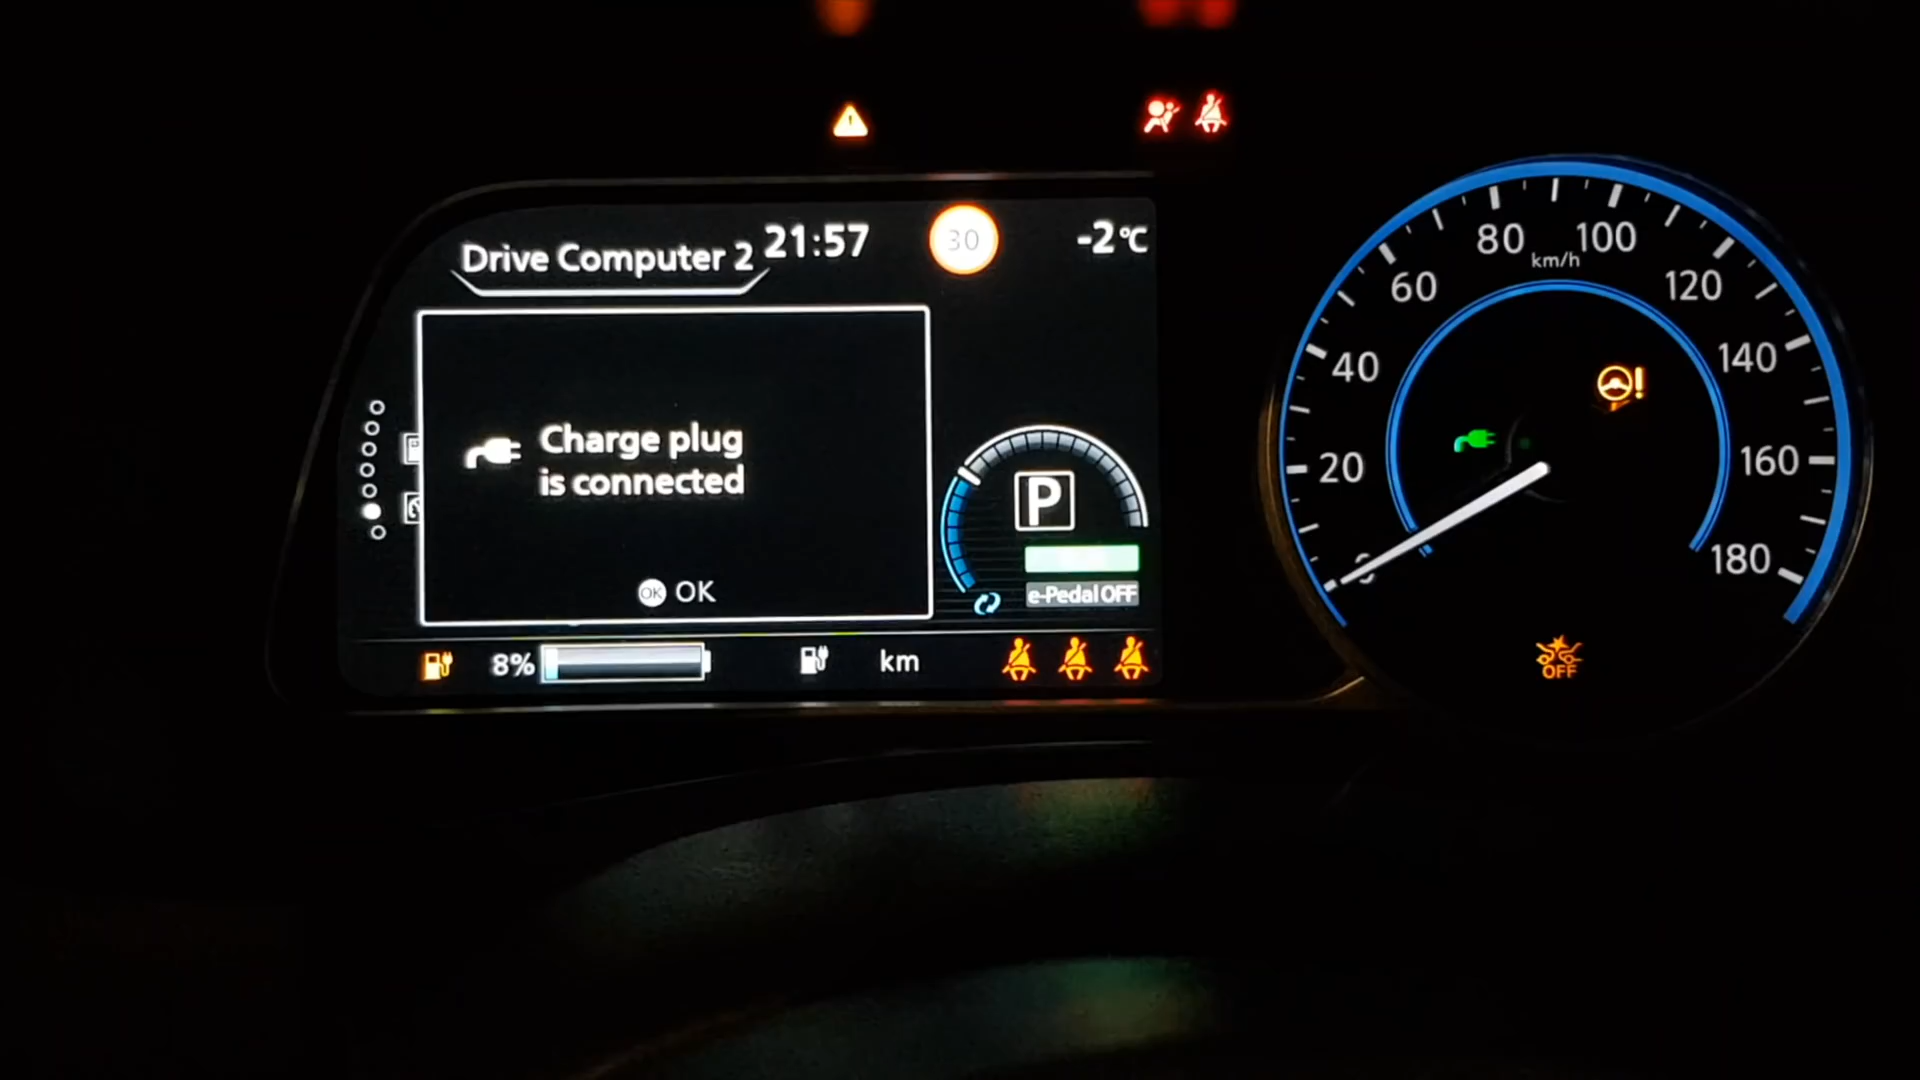 Drive Computer 2
21:57
30
-2°C
Charge plug
is connected
OK OK
P
e-Pedal OFF
8%
km
0
20
40
60
80
100
120
140
160
180
km/h
OFF